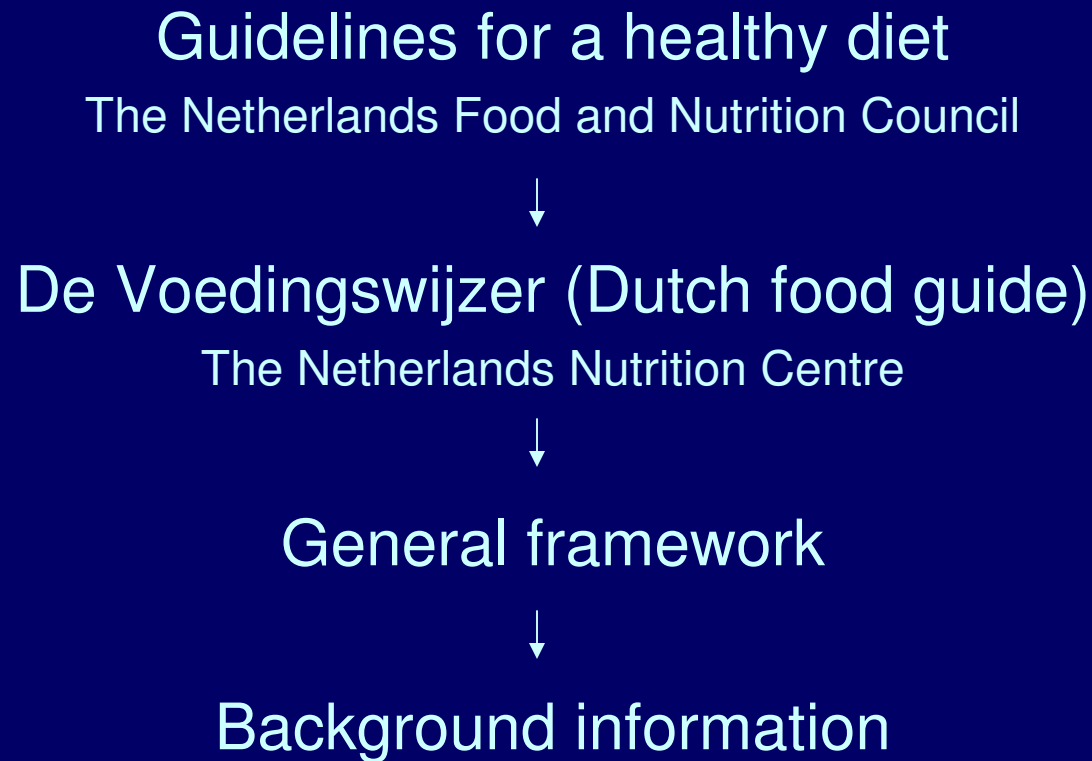 Guidelines for a healthy diet
The Netherlands Food and Nutrition Council
De Voedingswijzer (Dutch food guide)
The Netherlands Nutrition Centre
General framework
Background information